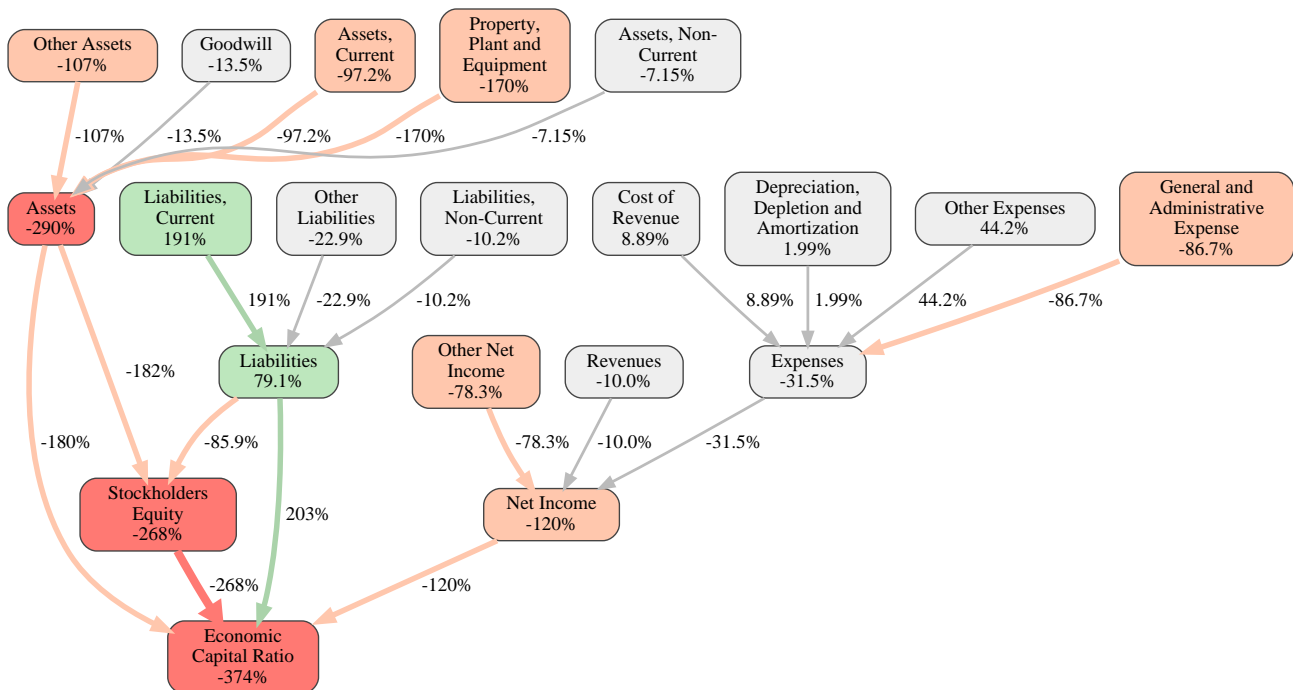 Other Assets
-107%
Goodwill
-13.5%
Assets,
Current
-97.2%
Property,
Plant and
Equipment
-170%
Assets, Non-
Current
-7.15%
-107%
-13.5%
-97.2%
-170%
-7.15%
Assets
-290%
Liabilities,
Current
191%
Other
Liabilities
-22.9%
Liabilities,
Non-Current
-10.2%
Cost of
Revenue
8.89%
Depreciation,
Depletion and
Amortization
1.99%
Other Expenses
44.2%
General and
Administrative
Expense
-86.7%
191%
-22.9%
-10.2%
8.89%
1.99%
44.2%
-86.7%
-182%
Liabilities
79.1%
Other Net
Income
-78.3%
Revenues
-10.0%
Expenses
-31.5%
-180%
-85.9%
-78.3%
-10.0%
-31.5%
Stockholders
Equity
-268%
203%
Net Income
-120%
-268%
-120%
Economic
Capital Ratio
-374%